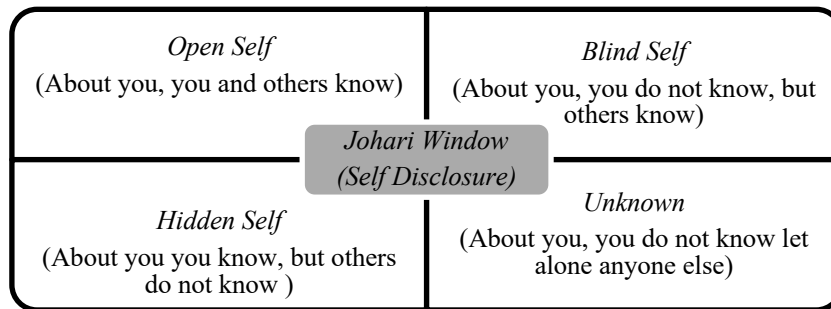 Open Self
(About you, you and others know)
Blind Self
(About you, you do not know, but
others know)
Johari Window
(Self Disclosure)
Hidden Self
(About you you know, but others
do not know )
Unknown
(About you, you do not know let
alone anyone else)